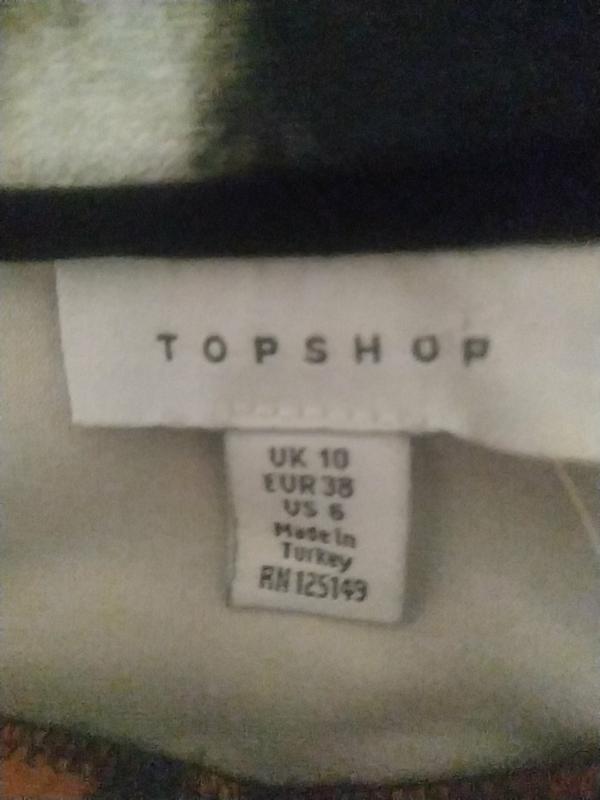 TOPSHOP
UK 10
EUR 38
US 6
Made in
Turkey
RN 125149